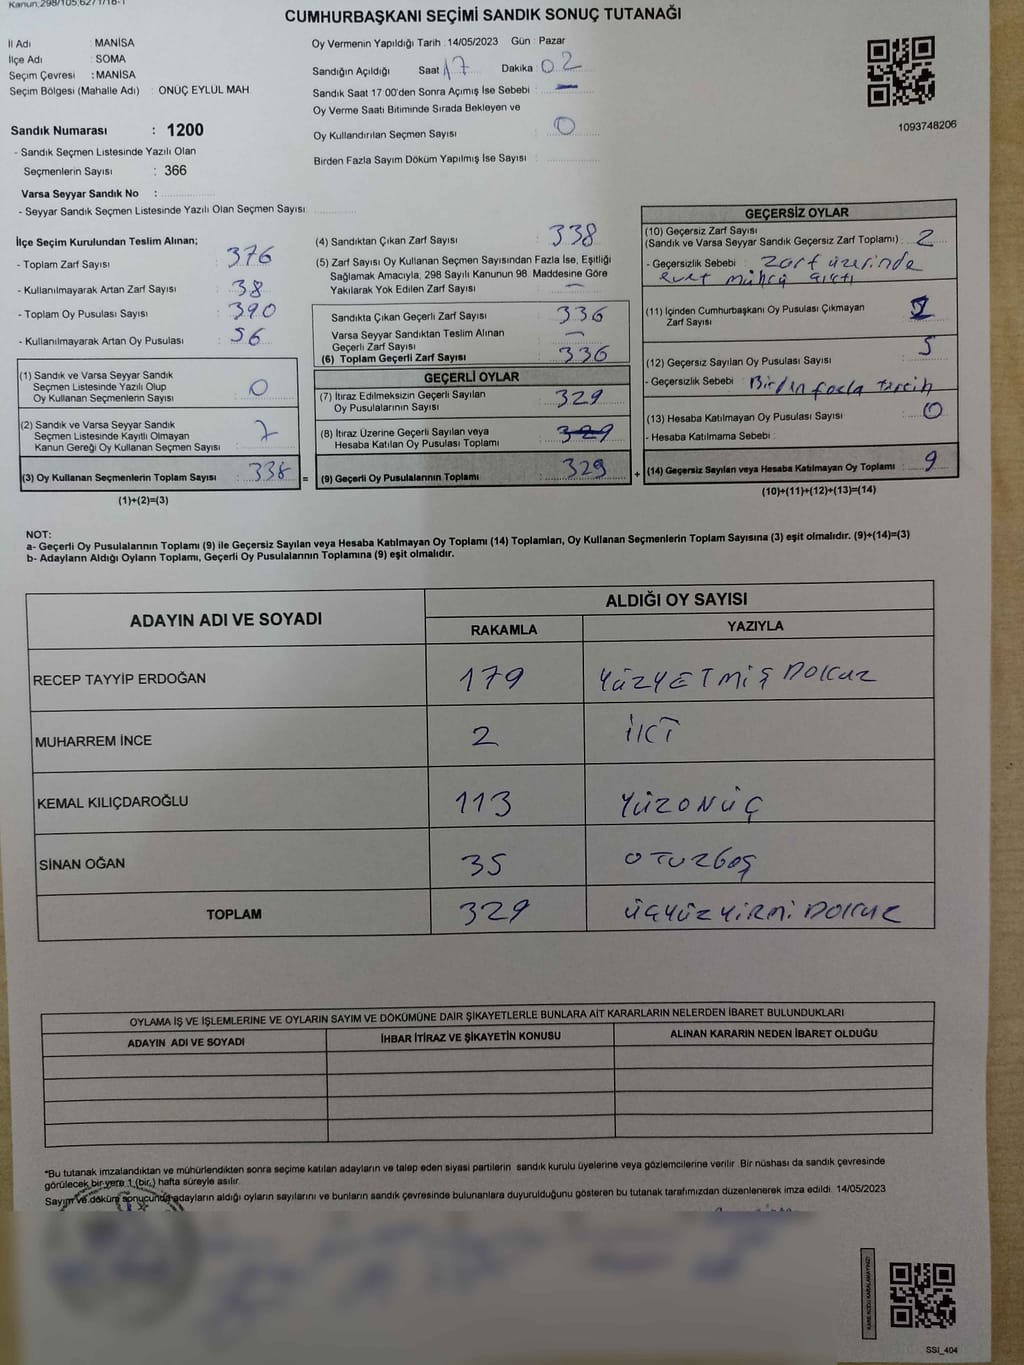 Kanun;298/105,62/1/18-1
CUMHURBAŞKANI SEÇİMİ SANDIK SONUÇ TUTANAĞI
İl Adı : MANİSA
İlçe Adı : SOMA
Seçim Çevresi : MANİSA
Seçim Bölgesi (Mahalle Adı) : ONÜÇ EYLÜL MAH.
Sandık Numarası : 1200
- Sandık Seçmen Listesinde Yazılı Olan
Seçmenlerin Sayısı : 366
Varsa Seyyar Sandık No :
- Seyyar Sandık Seçmen Listesinde Yazılı Olan Seçmen Sayısı
Oy Vermenin Yapıldığı Tarih : 14/05/2023 Gün : Pazar
Sandığın Açıldığı Saat 17 Dakika 02
Sandık Saat 17:00'den Sonra Açımış İse Sebebi : —
Oy Verme Saati Bitiminde Sırada Bekleyen ve
Oy Kullandırılan Seçmen Sayısı : 0
Birden Fazla Sayım Döküm Yapılmış İse Sayısı :
1093748206
İlçe Seçim Kurulundan Teslim Alınan;
- Toplam Zarf Sayısı : 376
- Kullanılmayarak Artan Zarf Sayısı : 38
- Toplam Oy Pusulası Sayısı : 390
- Kullanılmayarak Artan Oy Pusulası : 56
(1) Sandık ve Varsa Seyyar Sandık
Seçmen Listesinde Yazılı Olup
Oy Kullanan Seçmenlerin Sayısı : 0
(2) Sandık ve Varsa Seyyar Sandık
Seçmen Listesinde Kayıtlı Olmayan
Kanun Gereği Oy Kullanan Seçmen Sayısı : 7
(3) Oy Kullanan Seçmenlerin Toplam Sayısı : 338 =
(1)+(2)=(3)
(4) Sandıktan Çıkan Zarf Sayısı : 338
(5) Zarf Sayısı Oy Kullanan Seçmen Sayısından Fazla İse, Eşitliği
Sağlamak Amacıyla, 298 Sayılı Kanunun 98. Maddesine Göre
Yakılarak Yok Edilen Zarf Sayısı : —
Sandıkta Çıkan Geçerli Zarf Sayısı : 336
Varsa Seyyar Sandıktan Teslim Alınan
Geçerli Zarf Sayısı : —
(6) Toplam Geçerli Zarf Sayısı : 336
GEÇERLİ OYLAR
(7) İtiraz Edilmeksizin Geçerli Sayılan
Oy Pusulalarının Sayısı : 329
(8) İtiraz Üzerine Geçerli Sayılan veya
Hesaba Katılan Oy Pusulası Toplamı : 329
(9) Geçerli Oy Pusulalarının Toplamı : 329 +
GEÇERSİZ OYLAR
(10) Geçersiz Zarf Sayısı
(Sandık ve Varsa Seyyar Sandık Geçersiz Zarf Toplamı) : 2
- Geçersizlik Sebebi : Zarf üzerinde
evet mühürü
(11) İçinden Cumhurbaşkanı Oy Pusulası Çıkmayan
Zarf Sayısı :
(12) Geçersiz Sayılan Oy Pusulası Sayısı : 5
- Geçersizlik Sebebi : Birden fazla tercih
(13) Hesaba Katılmayan Oy Pusulası Sayısı : 0
- Hesaba Katılmama Sebebi :
(14) Geçersiz Sayılan veya Hesaba Katılmayan Oy Toplamı : 9
(10)+(11)+(12)+(13)=(14)
NOT:
a- Geçerli Oy Pusulalarının Toplamı (9) ile Geçersiz Sayılan veya Hesaba Katılmayan Oy Toplamı (14) Toplamları, Oy Kullanan Seçmenlerin Toplam Sayısına (3) eşit olmalıdır. (9)+(14)=(3)
b- Adayların Aldığı Oyların Toplamı, Geçerli Oy Pusulalarının Toplamına (9) eşit olmalıdır.
ADAYIN ADI VE SOYADI
ALDIĞI OY SAYISI
RAKAMLA YAZIYLA
RECEP TAYYİP ERDOĞAN 179 YÜZYETMİŞ DOKUZ
MUHARREM İNCE 2 İKİ
KEMAL KILIÇDAROĞLU 113 YÜZONÜÇ
SİNAN OĞAN 35 OTUZBEŞ
TOPLAM 329 ÜÇYÜZYİRMİ DOKUZ
OYLAMA İŞ VE İŞLEMLERİNE VE OYLARIN SAYIM VE DÖKÜMÜNE DAİR ŞİKAYETLERLE BUNLARA AİT KARARLARIN NELERDEN İBARET BULUNDUKLARI
ADAYIN ADI VE SOYADI İHBAR İTİRAZ VE ŞİKAYETİN KONUSU ALINAN KARARIN NEDEN İBARET OLDUĞU
*Bu tutanak imzalandıktan ve mühürlendikten sonra seçime katılan adayların ve talep eden siyasi partilerin sandık kurulu üyelerine veya gözlemcilerine verilir. Bir nüshası da sandık çevresinde
görülecek bir yere 1 (bir) hafta süreyle asılır.
Sayım ve döküm sonucunda adayların aldığı oyların sayılarını ve bunların sandık çevresinde bulunanlara duyurulduğunu gösteren bu tutanak tarafımızdan düzenlenerek imza edildi. 14/05/2023
SSI_404